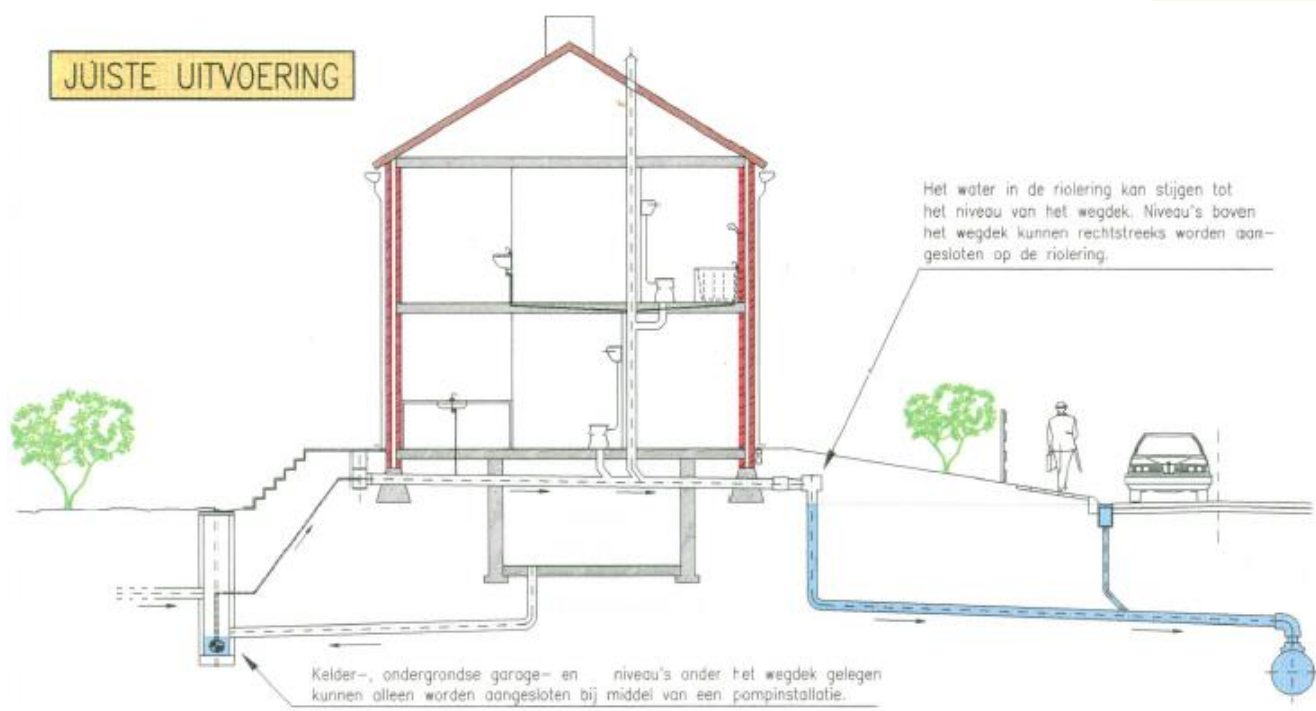 JUISTE UITVOERING
Het water in de riolering kan stijgen tot
het niveau van het wegdek. Niveau's boven
het wegdek kunnen rechtstreeks worden aan-
gesloten op de riolering.
Kelder-, ondergrondse garage- en niveau's onder het wegdek gelegen
kunnen alleen worden aangesloten bij middel van een pompinstallatie.